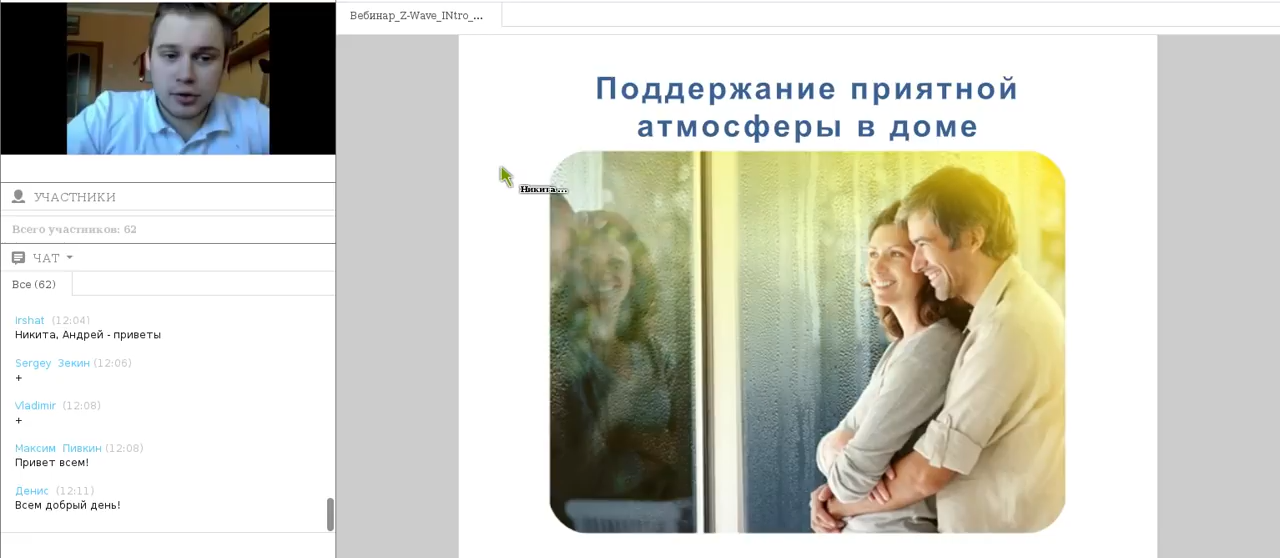 Вебинар_Z-Wave_INtro_...
Поддержание приятной
атмосферы в доме
Никита...
УЧАСТНИКИ
Всего участников: 62
ЧАТ
Все (62)
Irshat (12:04)
Никита, Андрей - приветы
Sergey Зекин (12:06)
+
Vladimir (12:08)
+
Максим Пивкин (12:08)
Привет всем!
Денис (12:11)
Всем добрый день!